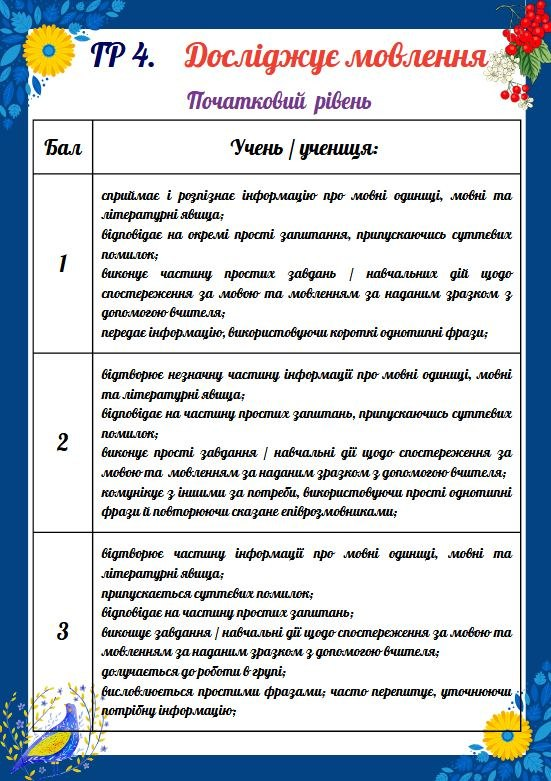 ГР 4. Досліджує мовлення
Початковий рівень
Бал
Учень / учениця:
1
сприймає і розпізнає інформацію про мовні одиниці, мовні та
літературні явища;
відповідає на окремі прості запитання, припускаючись суттєвих
помилок;
виконує частину простих завдань / навчальних дій щодо
спостереження за мовою та мовленням за наданим зразком з
допомогою вчителя;
передає інформацію, використовуючи короткі однотипні фрази;
2
відтворює незначну частину інформації про мовні одиниці, мовні
та літературні явища;
відповідає на частину простих запитань, припускаючись суттєвих
помилок;
виконує прості завдання / навчальні дії щодо спостереження за
мовою та мовленням за наданим зразком з допомогою вчителя;
комунікує з іншими за потреби, використовуючи прості однотипні
фрази й повторюючи сказане співрозмовниками;
3
відтворює частину інформації про мовні одиниці, мовні та
літературні явища;
припускається суттєвих помилок;
відповідає на частину простих запитань;
виконує завдання / навчальні дії щодо спостереження за мовою та
мовленням за наданим зразком з допомогою вчителя;
долучається до роботи в групі;
висловлюється простими фразами; часто перепитує, уточнюючи
потрібну інформацію;